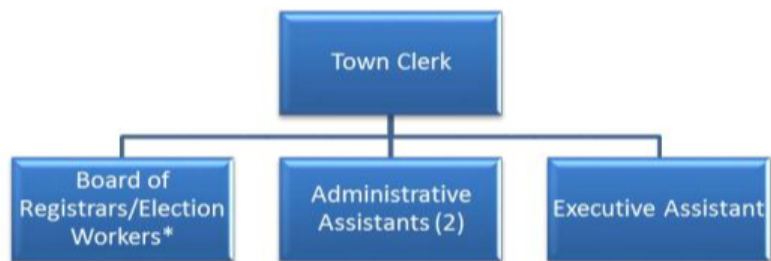 Town Clerk
Board of
Registrars/Election
Workers*
Administrative
Assistants (2)
Executive Assistant